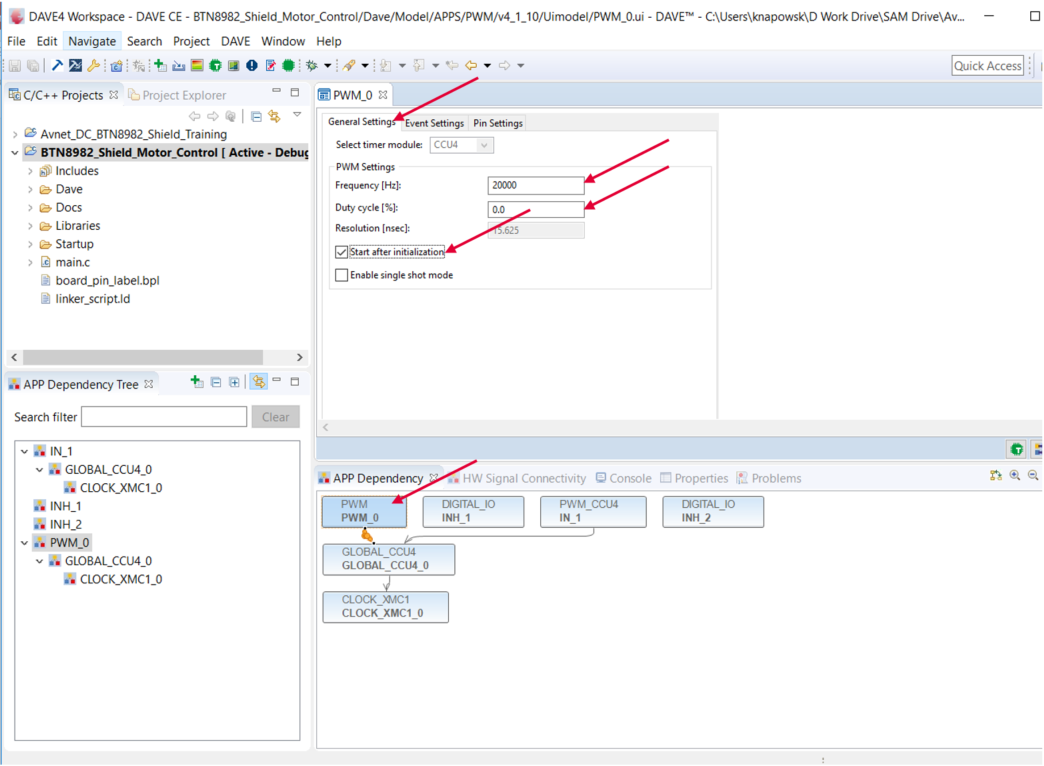 DAVE4 Workspace - DAVE CE - BTN8982_Shield_Motor_Control/Dave/Model/APPS/PWM/v4_1_10/Uimodel/PWM_0.ui - DAVE™ - C:\Users\knapowsk\D Work Drive\SAM Drive\Av...
File Edit Navigate Search Project DAVE Window Help
Quick Access
C/C++ Projects Project Explorer
Avnet_DC_BTN8982_Shield_Training
BTN8982_Shield_Motor_Control [ Active - Debug
Includes
Dave
Docs
Libraries
Startup
main.c
board_pin_label.bpl
linker_script.ld
PWM_0
General Settings Event Settings Pin Settings
Select timer module: CCU4
PWM Settings
Frequency [Hz]: 20000
Duty cycle [%]: 0.0
Resolution [nsec]: 15.625
Start after initialization
Enable single shot mode
APP Dependency Tree
Search filter Clear
IN_1
GLOBAL_CCU4_0
CLOCK_XMC1_0
INH_1
INH_2
PWM_0
GLOBAL_CCU4_0
CLOCK_XMC1_0
APP Dependency HW Signal Connectivity Console Properties Problems
PWM
PWM_0
DIGITAL_IO
INH_1
PWM_CCU4
IN_1
DIGITAL_IO
INH_2
GLOBAL_CCU4
GLOBAL_CCU4_0
CLOCK_XMC1
CLOCK_XMC1_0